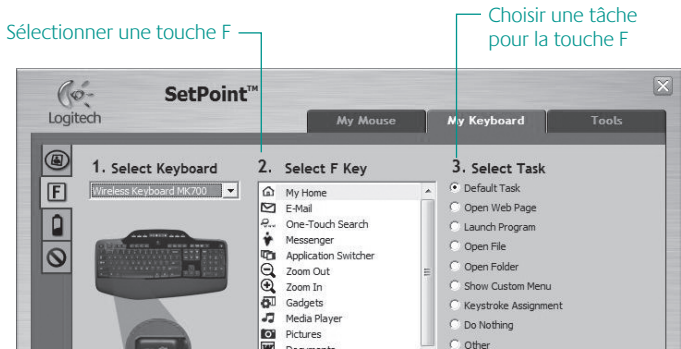 Sélectionner une touche F
Choisir une tâche
pour la touche F
Logitech
SetPoint™
My Mouse
My Keyboard
Tools
1. Select Keyboard
Wireless Keyboard MK700
2. Select F Key
My Home
E-Mail
One-Touch Search
Messenger
Application Switcher
Zoom Out
Zoom In
Gadgets
Media Player
Pictures
Documents
3. Select Task
Default Task
Open Web Page
Launch Program
Open File
Open Folder
Show Custom Menu
Keystroke Assignment
Do Nothing
Other
F